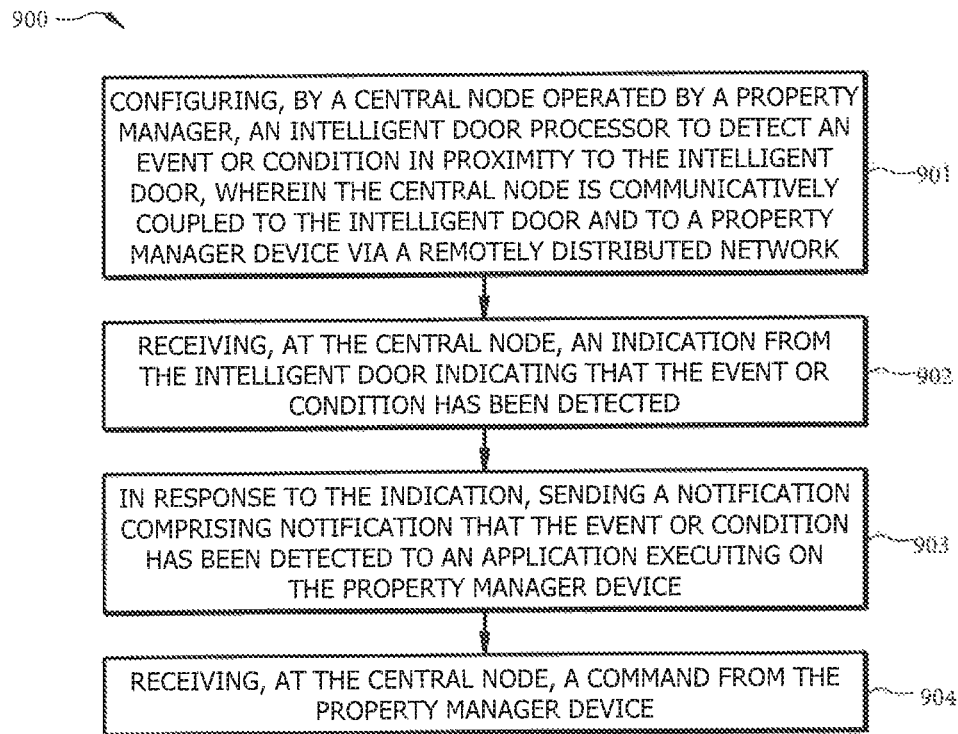 900
CONFIGURING, BY A CENTRAL NODE OPERATED BY A PROPERTY
MANAGER, AN INTELLIGENT DOOR PROCESSOR TO DETECT AN
EVENT OR CONDITION IN PROXIMITY TO THE INTELLIGENT
DOOR, WHEREIN THE CENTRAL NODE IS COMMUNICATIVELY
COUPLED TO THE INTELLIGENT DOOR AND TO A PROPERTY
MANAGER DEVICE VIA A REMOTELY DISTRIBUTED NETWORK
901
RECEIVING, AT THE CENTRAL NODE, AN INDICATION FROM
THE INTELLIGENT DOOR INDICATING THAT THE EVENT OR
CONDITION HAS BEEN DETECTED
902
IN RESPONSE TO THE INDICATION, SENDING A NOTIFICATION
COMPRISING NOTIFICATION THAT THE EVENT OR CONDITION
HAS BEEN DETECTED TO AN APPLICATION EXECUTING ON
THE PROPERTY MANAGER DEVICE
903
RECEIVING, AT THE CENTRAL NODE, A COMMAND FROM THE
PROPERTY MANAGER DEVICE
904